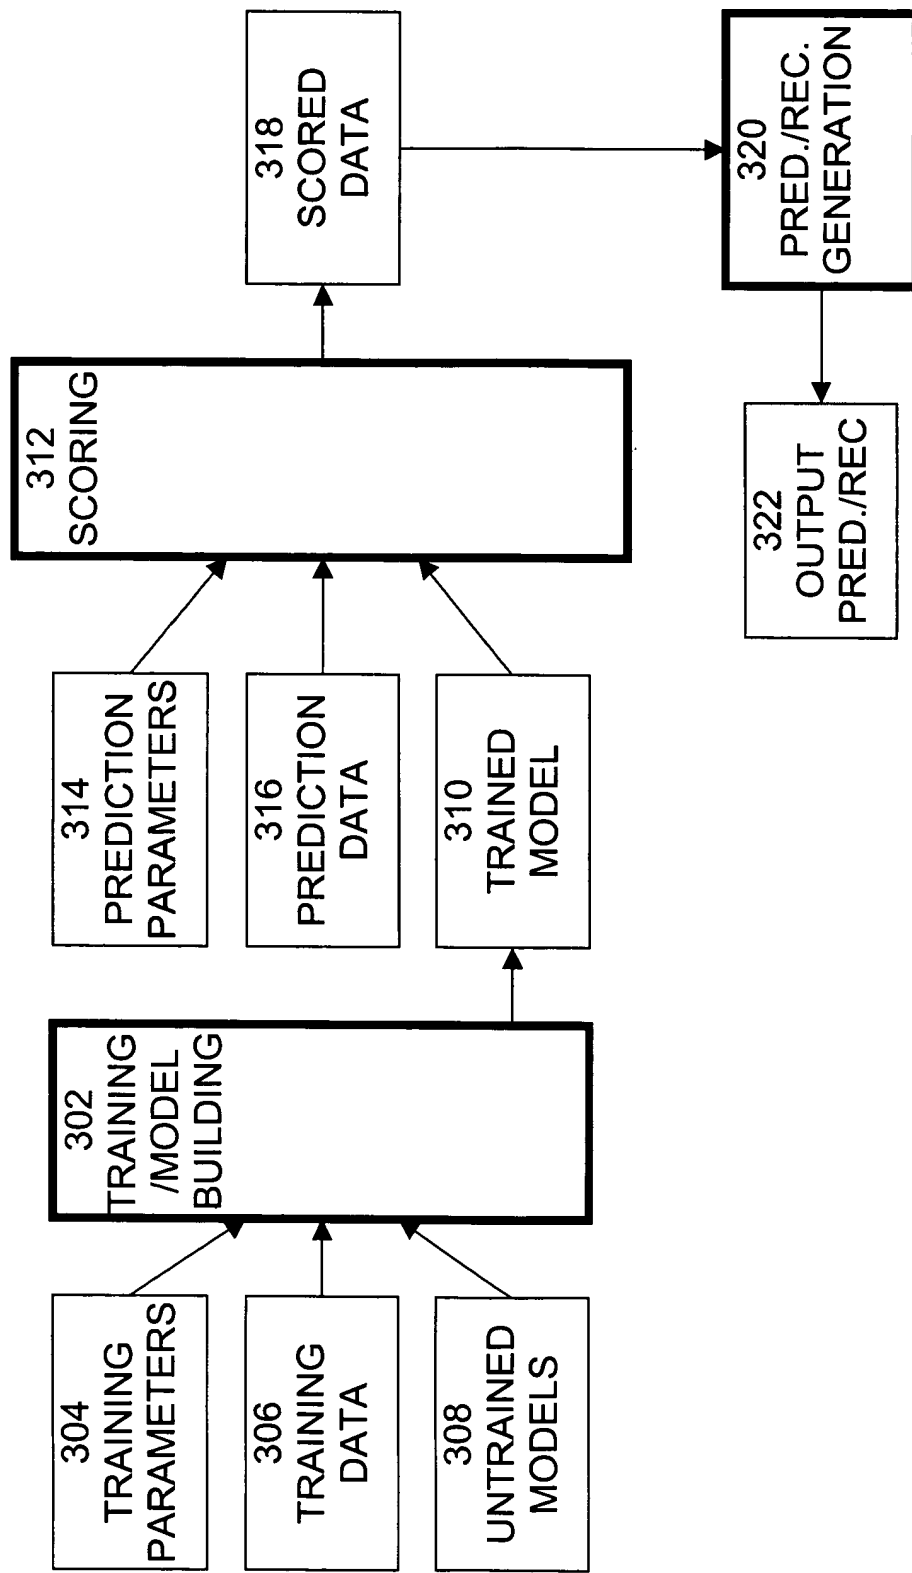 304
TRAINING
PARAMETERS
306
TRAINING
DATA
308
UNTRAINED
MODELS
302
TRAINING
/MODEL
BUILDING
314
PREDICTION
PARAMETERS
316
PREDICTION
DATA
310
TRAINED
MODEL
312
SCORING
318
SCORED
DATA
320
PRED./REC.
GENERATION
322
OUTPUT
PRED./REC